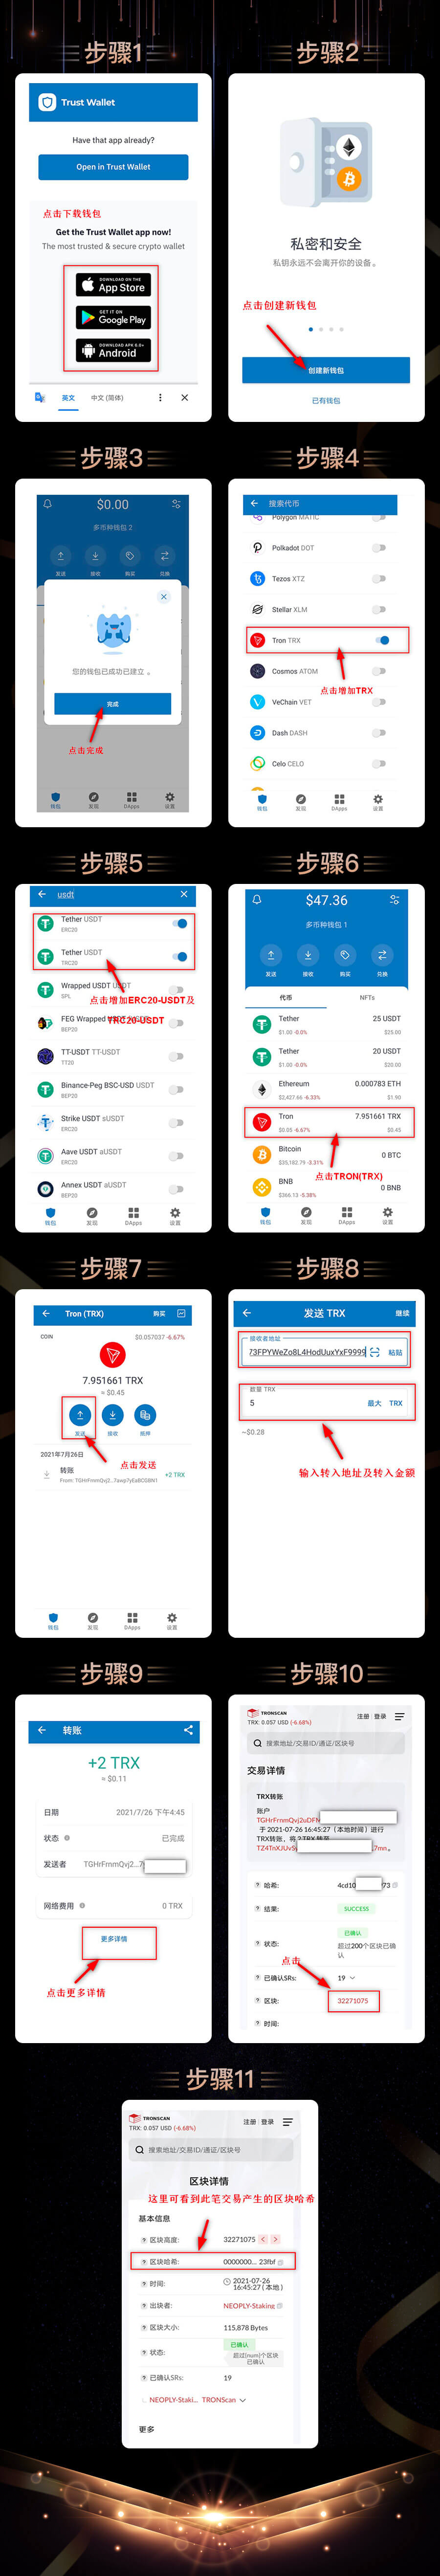 步骤1
Trust Wallet
Have that app already?
Open in Trust Wallet
点击下载钱包
Get the Trust Wallet app now!
The most trusted & secure crypto wallet
DOWNLOAD ON THE
App Store
GET IT ON
Google Play
DOWNLOAD APK 6.0+
Android
英文
中文 (简体)
步骤2
私密和安全
私钥永远不会离开你的设备。
点击创建新钱包
创建新钱包
已有钱包
步骤3
$0.00
多币种钱包 2
发送 接收 购买 兑换
您的钱包已成功已建立 。
完成
点击完成
钱包 发现 DApps 设置
步骤4
搜索代币
Polygon MATIC
Polkadot DOT
Tezos XTZ
Stellar XLM
Tron TRX
Cosmos ATOM
点击增加TRX
VeChain VET
Dash DASH
Celo CELO
钱包 发现 DApps 设置
步骤5
usdt
Tether USDT
ERC20
Tether USDT
TRC20
Wrapped USDT USDT
SPL
点击增加ERC20-USDT及
TRC20-USDT
FEG Wrapped
BEP20
TT-USDT TT-USDT
TT20
Binance-Peg BSC-USD USDT
BEP20
Strike USDT sUSDT
ERC20
Aave USDT aUSDT
ERC20
Annex USDT aUSDT
BEP20
钱包 发现 DApps 设置
步骤6
$47.36
多币种钱包 1
发送 接收 购买 兑换
代币 NFTs
Tether 25 USDT
$1.00 -0.0% $25.00
Tether 20 USDT
$1.00 -0.0% $20.00
Ethereum 0.000783 ETH
$2,427.66 -6.33% $1.90
Tron 7.951661 TRX
$0.05 -6.67% $0.45
Bitcoin
$35,182.79 -3.31% 0 BTC
点击TRON(TRX)
BNB
$366.13 -5.38% 0 BNB
钱包 发现 DApps 设置
步骤7
Tron (TRX) 购买
COIN $0.057037 -6.67%
7.951661 TRX
≈ $0.45
发送 接收 抵押
2021年7月26日
点击发送
转账 +2 TRX
From: TGHrFmmQvj2...7awgi7yEaBCGBN1
钱包 发现 DApps 设置
步骤8
发送 TRX 继续
接收者地址
73FPYWeZo8L4HodUuxYxF9999 粘贴
数量 TRX
5 最大 TRX
~$0.28
输入转入地址及转入金额
步骤9
转账
+2 TRX
≈ $0.11
日期 2021/7/26 下午4:45
状态 已完成
发送者 TGHrFmmQvj2...7
网络费用 0 TRX
更多详情
点击更多详情
步骤10
TRONSCAN
TRX: 0.057 USD (-6.68%)
注册 | 登录
搜索地址/交易ID/通证/区块号
交易详情
TRX转账
账户
TGHrFrnmQvj2uDFN
于 2021-07-26 16:45:27 ( 本地时间 ) 进行
TRX转账，将2 TRX 转至
TZ4TnXJUvS 7mn 。
哈希: 4cd10 73
结果: SUCCESS
已确认
状态: 超过200个区块已确认
点击
已确认SRs: 19
区块: 32271075
时间:
步骤11
TRONSCAN
TRX: 0.057 USD (-6.68%)
注册 | 登录
搜索地址/交易ID/通证/区块号
区块详情
这里可看到此笔交易产生的区块哈希
基本信息
区块高度: 32271075
区块哈希: 0000000... 23fbf
时间: 2021-07-26
16:45:27 ( 本地 )
出块者: NEOPLY-Staking
区块大小: 115,878 Bytes
已确认
状态: 超过{num}个区块
已确认
已确认SRs: 19
NEOPLY-Staki... TRONScan
更多